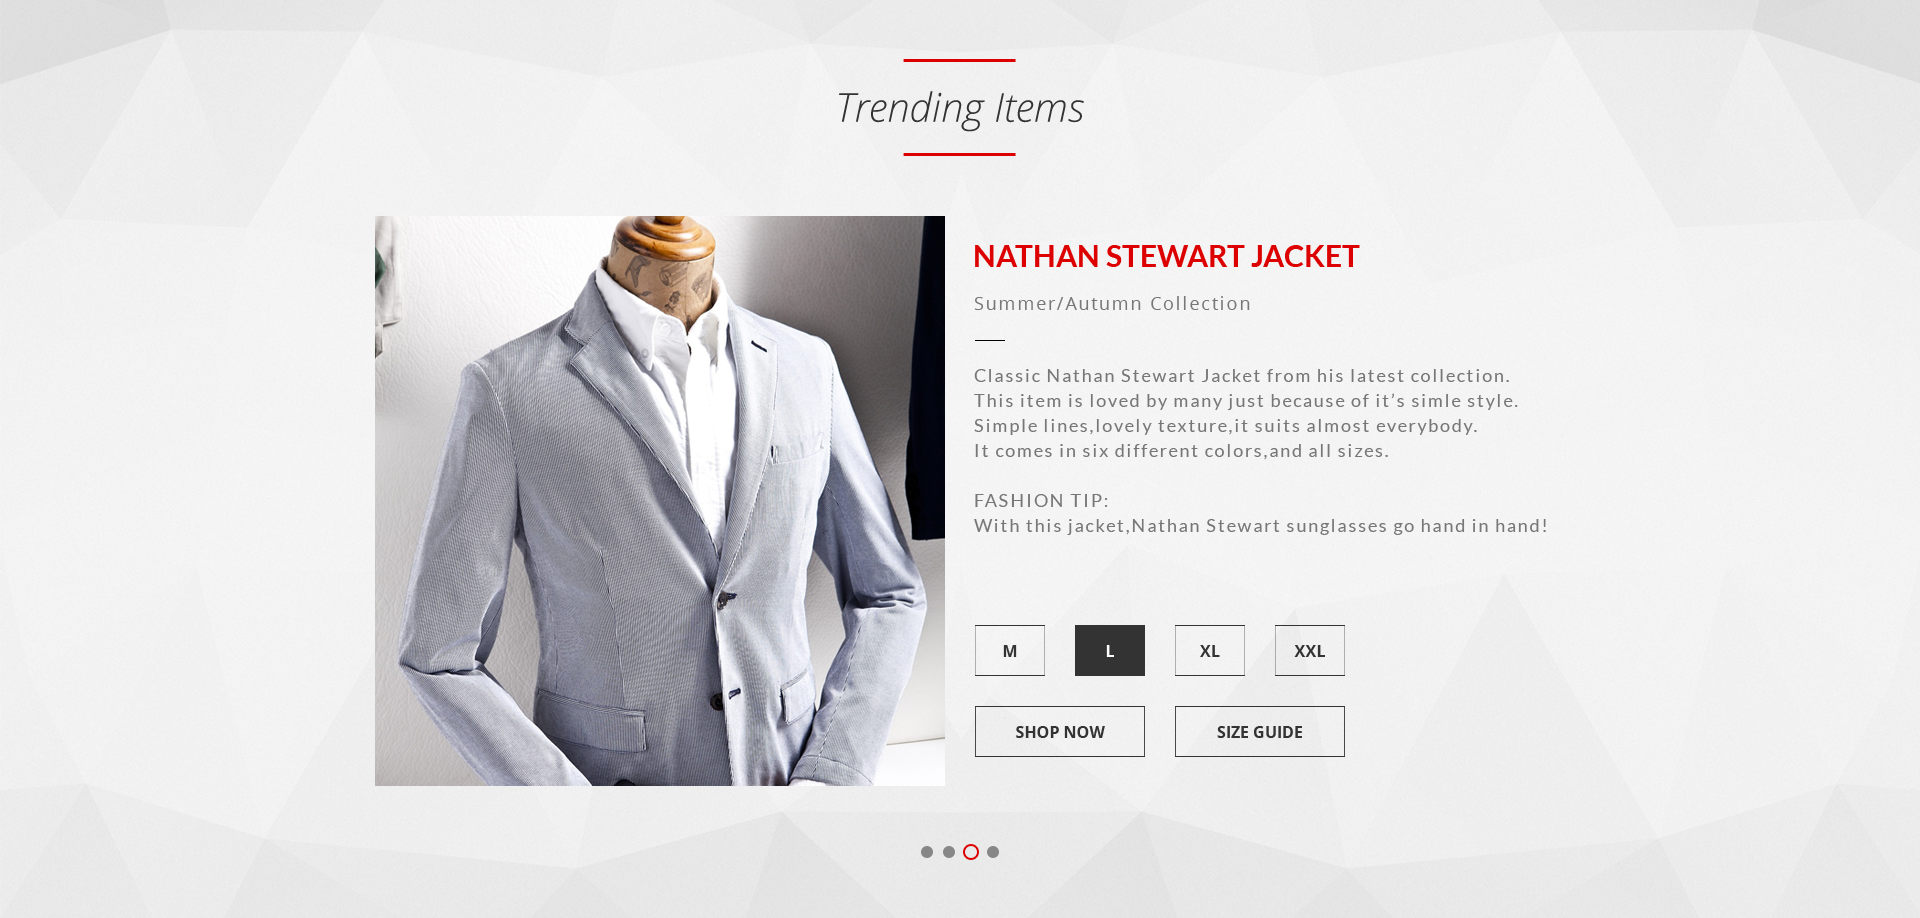 Trending Items
NATHAN STEWART JACKET
Summer/Autumn Collection
Classic Nathan Stewart Jacket from his latest collection.
This item is loved by many just because of it’s simle style.
Simple lines,lovely texture,it suits almost everybody.
It comes in six different colors,and all sizes.
FASHION TIP:
With this jacket,Nathan Stewart sunglasses go hand in hand!
M L XL XXL
SHOP NOW SIZE GUIDE